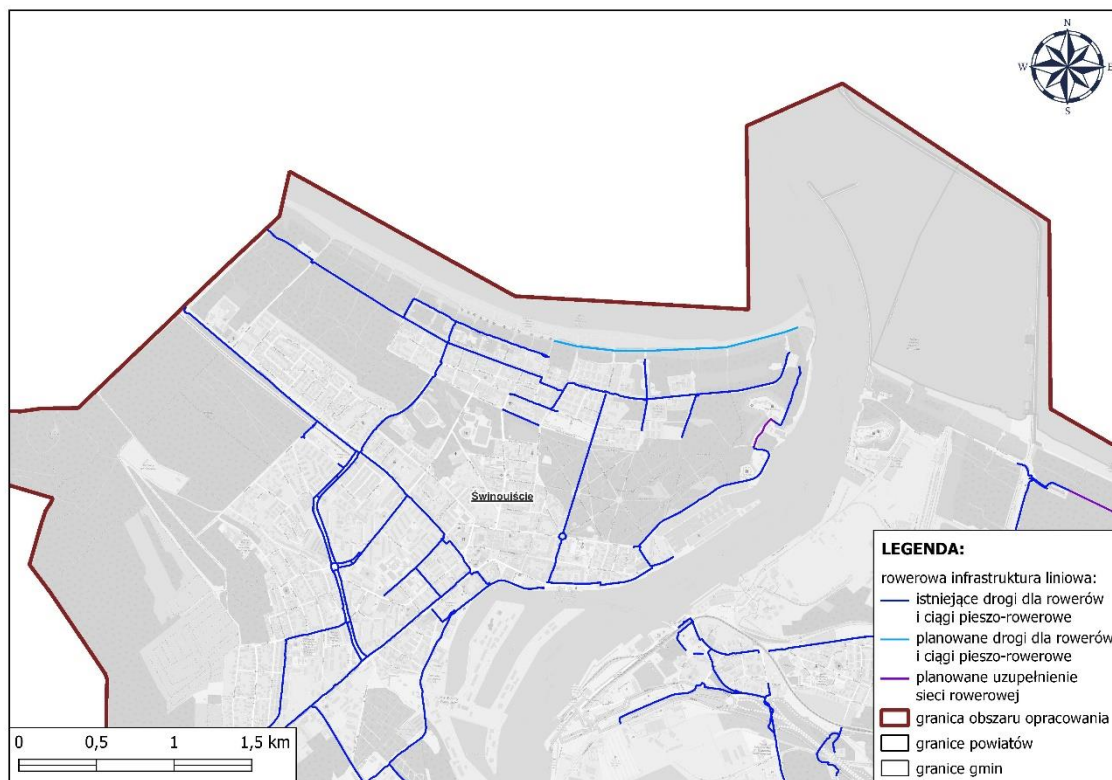 N
W
E
S
Świnoujście
LEGENDA:
rowerowa infrastruktura liniowa:
istniejące drogi dla rowerów
i ciągi pieszo-rowerowe
planowane drogi dla rowerów
i ciągi pieszo-rowerowe
planowane uzupełnienie
sieci rowerowej
granica obszaru opracowania
granice powiatów
granice gmin
0 0,5 1 1,5 km